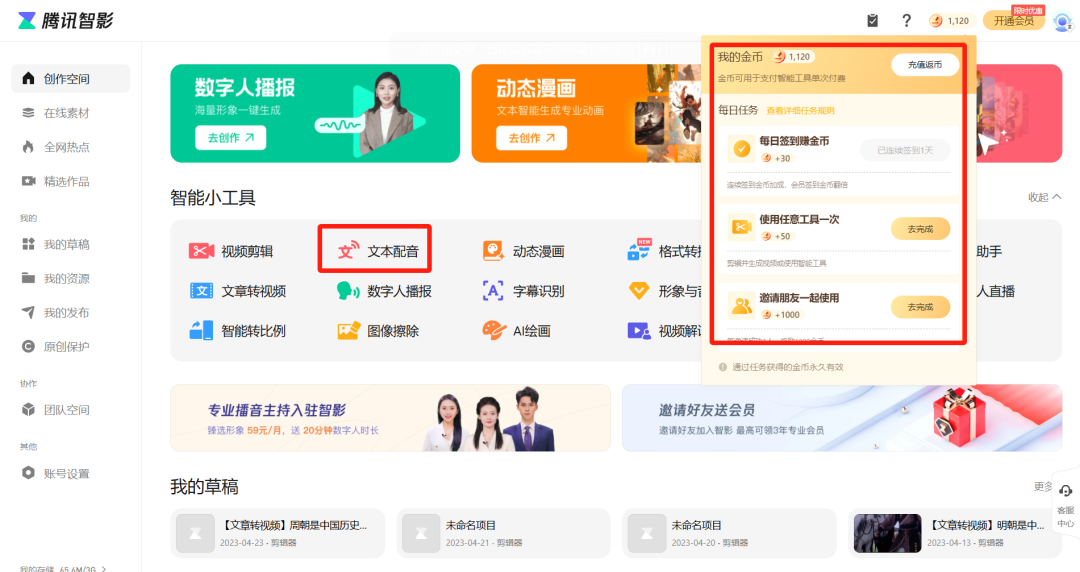 腾讯智影
1,120
限时优惠
开通会员
创作空间
在线素材
全网热点
精选作品
我的
我的草稿
我的资源
我的发布
原创保护
协作
团队空间
其他
账号设置
我的存储 65.6M/3G
数字人播报
海量形象一键生成
去创作
动态漫画
文本智能生成专业动画
去创作
我的金币 1,120
金币可用于支付智能工具单次付费
充值返币
每日任务 查看详细任务规则
每日签到赚金币
+30
已连续签到1天
连续签到金币加成，会员签到金币翻倍
使用任意工具一次
+50
去完成
剪辑并生成视频或使用智能工具
邀请朋友一起使用
+1000
去完成
通过任务获得的金币永久有效
智能小工具
收起
视频剪辑
文本配音
动态漫画
NEW
格式转
助手
文章转视频
数字人播报
字幕识别
形象与
人直播
智能转比例
图像擦除
AI绘画
视频解
专业播音主持入驻智影
臻选形象 59元/月，送 20分钟数字人时长
邀请好友送会员
邀请好友加入智影 最高可领3年专业会员
我的草稿
更多
【文章转视频】周朝是中国历史...
2023-04-23 · 剪辑器
未命名项目
2023-04-21 · 剪辑器
未命名项目
2023-04-20 · 剪辑器
【文章转视频】明朝是中...
2023-04-13 · 剪辑器
客服
中心